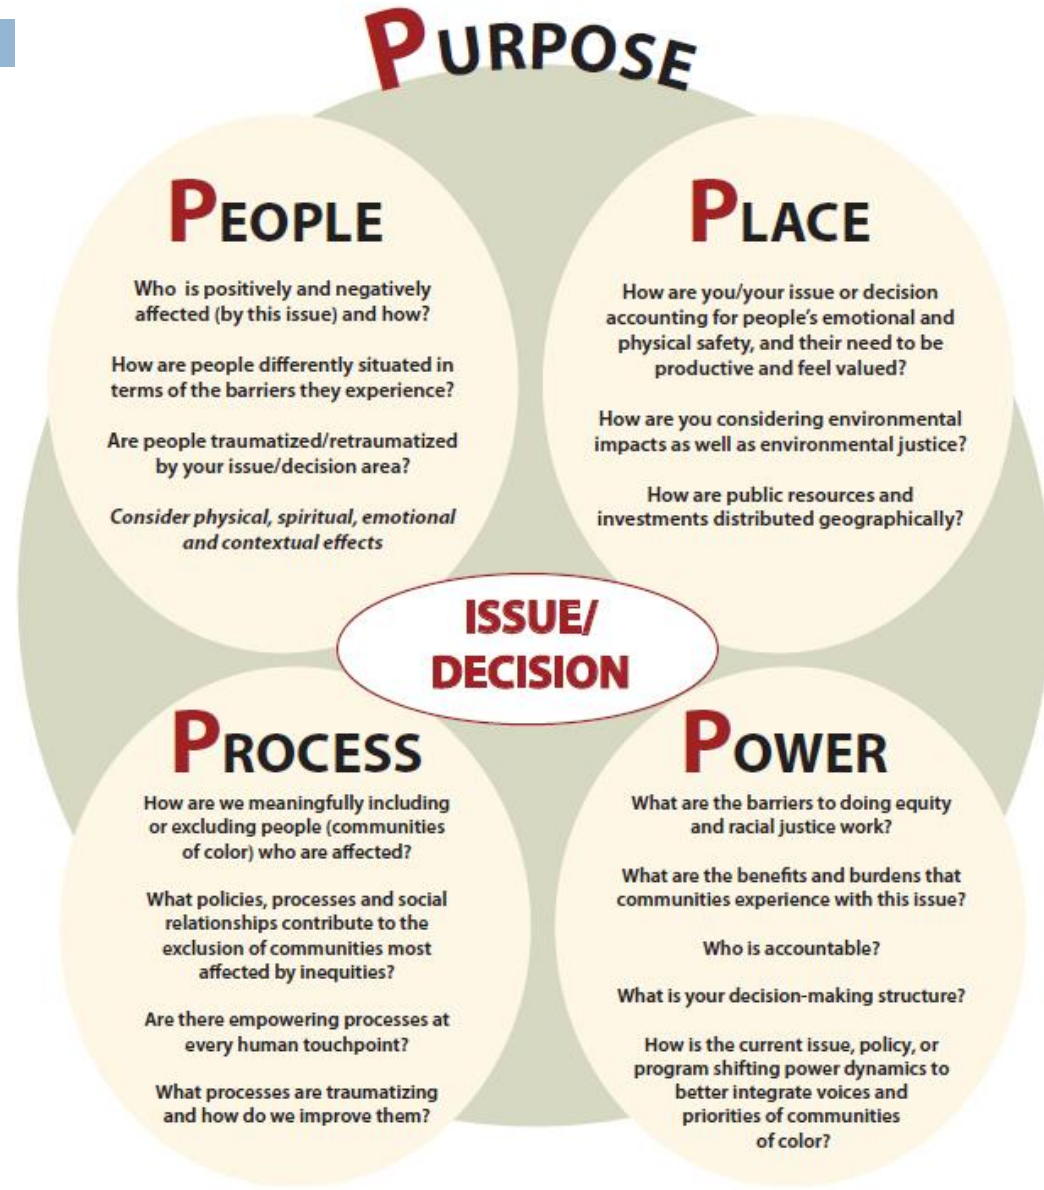 PURPOSE
PEOPLE
Who is positively and negatively
affected (by this issue) and how?
How are people differently situated in
terms of the barriers they experience?
Are people traumatized/retraumatized
by your issue/decision area?
Consider physical, spiritual, emotional
and contextual effects
PLACE
How are you/your issue or decision
accounting for people's emotional and
physical safety, and their need to be
productive and feel valued?
How are you considering environmental
impacts as well as environmental justice?
How are public resources and
investments distributed geographically?
ISSUE/
DECISION
PROCESS
How are we meaningfully including
or excluding people (communities
of color) who are affected?
What policies, processes and social
relationships contribute to the
exclusion of communities most
affected by inequities?
Are there empowering processes at
every human touchpoint?
What processes are traumatizing
and how do we improve them?
POWER
What are the barriers to doing equity
and racial justice work?
What are the benefits and burdens that
communities experience with this issue?
Who is accountable?
What is your decision-making structure?
How is the current issue, policy, or
program shifting power dynamics to
better integrate voices and
priorities of communities
of color?